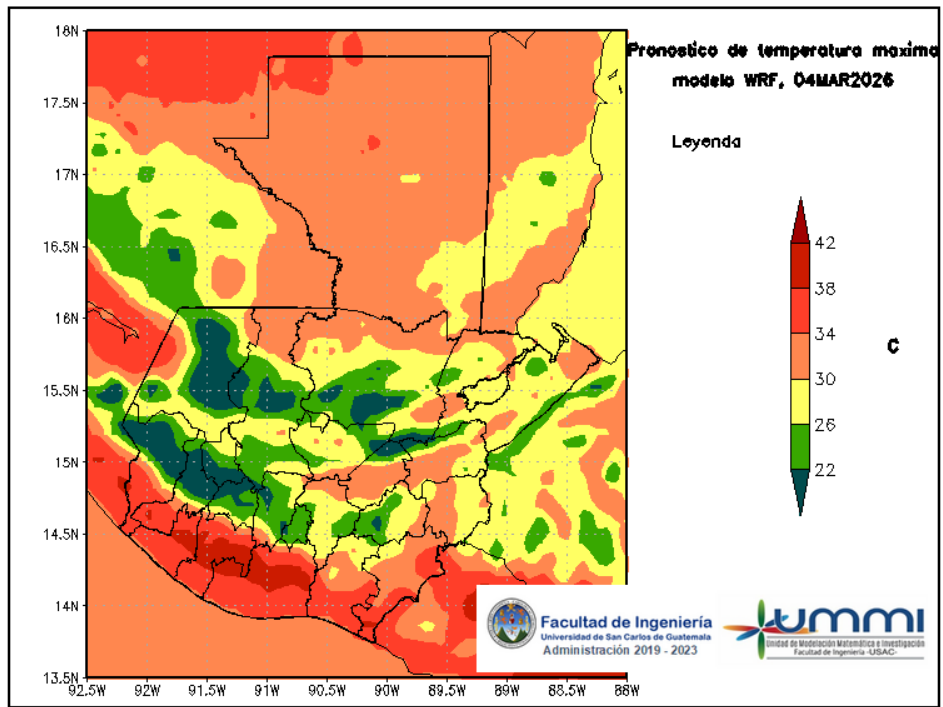 Pronostico de temperatura maxima
modelo WRF, 04MAR2026
Leyenda
42
38
34
30
26
22
C
18N
17.5N
17N
16.5N
16N
15.5N
15N
14.5N
14N
13.5N
92.5W 92W 91.5W 91W 90.5W 90W 89.5W 89W 88.5W 88W
Facultad de Ingeniería
Universidad de San Carlos de Guatemala
Administración 2019 - 2023
ummi
Unidad de Modelación Matemática e Investigación
Facultad de Ingeniería -USAC-